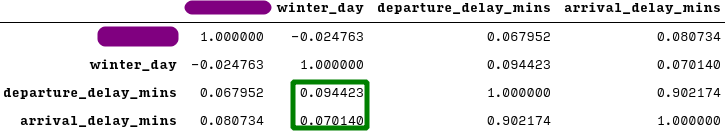 winter_day departure_delay_mins arrival_delay_mins
1.000000 -0.024763 0.067952 0.080734
winter_day -0.024763 1.000000 0.094423 0.070140
departure_delay_mins 0.067952 0.094423 1.000000 0.902174
arrival_delay_mins 0.080734 0.070140 0.902174 1.000000